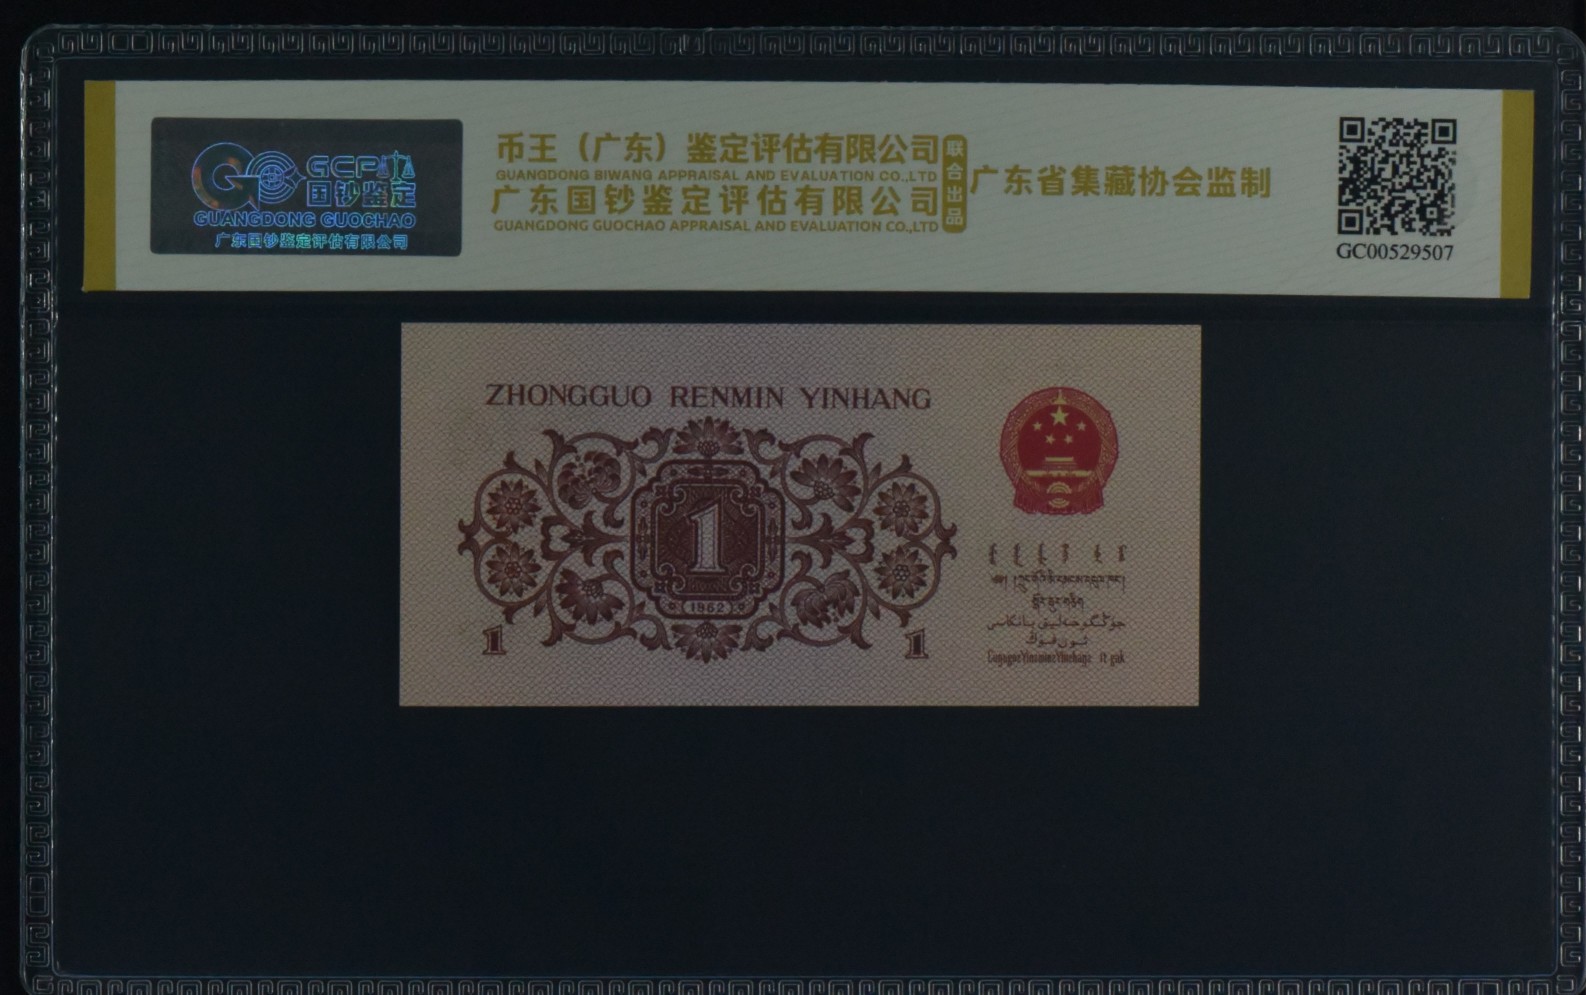 GCP
国钞鉴定
GUANGDONG GUOCHAO
广东国钞鉴定评估有限公司
币王（广东）鉴定评估有限公司
GUANGDONG BIWANG APPRAISAL AND EVALUATION CO.,LTD
广东国钞鉴定评估有限公司
GUANGDONG GUOCHAO APPRAISAL AND EVALUATION CO.,LTD
联合出品
广东省集藏协会监制
GC00529507
ZHONGGUO RENMIN YINHANG
1
1962
1
1
جۇڭگو خەلق بانكاسى